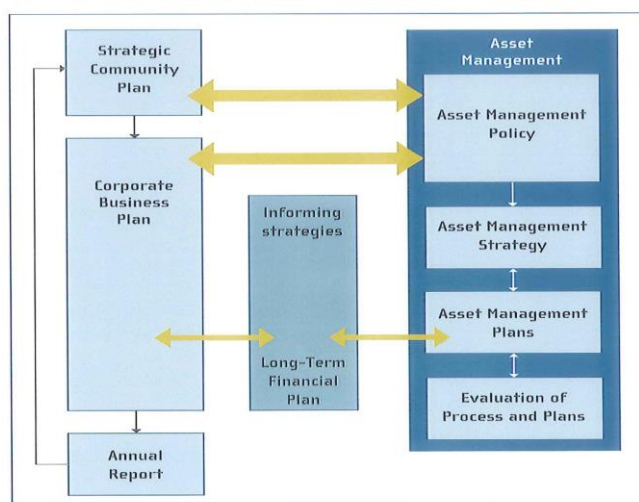 Strategic
Community
Plan
Corporate
Business
Plan
Annual
Report
Informing
strategies
Long-Term
Financial
Plan
Asset
Management
Asset Management
Policy
Asset Management
Strategy
Asset Management
Plans
Evaluation of
Process and Plans